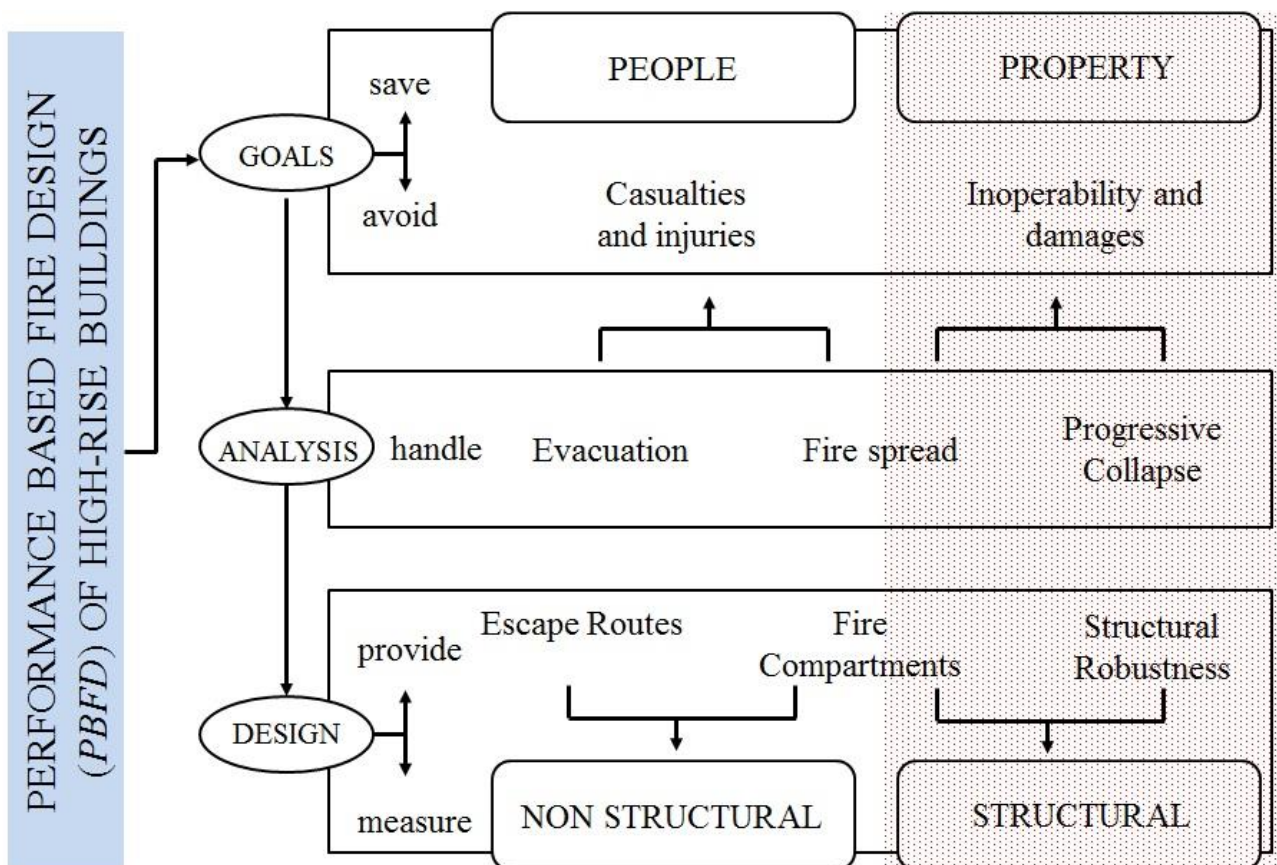 PERFORMANCE BASED FIRE DESIGN
(PBFD) OF HIGH-RISE BUILDINGS
GOALS
save
avoid
PEOPLE
PROPERTY
Casualties
and injuries
Inoperability and
damages
ANALYSIS
handle
Evacuation
Fire spread
Progressive
Collapse
DESIGN
provide
measure
Escape Routes
Fire
Compartments
Structural
Robustness
NON STRUCTURAL
STRUCTURAL